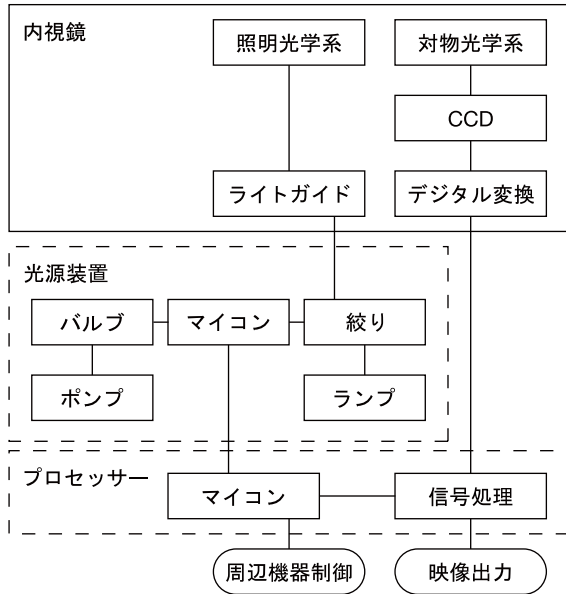 内視鏡
照明光学系
対物光学系
CCD
ライトガイド
デジタル変換
光源装置
バルブ
マイコン
絞り
ポンプ
ランプ
プロセッサー
マイコン
信号処理
周辺機器制御
映像出力